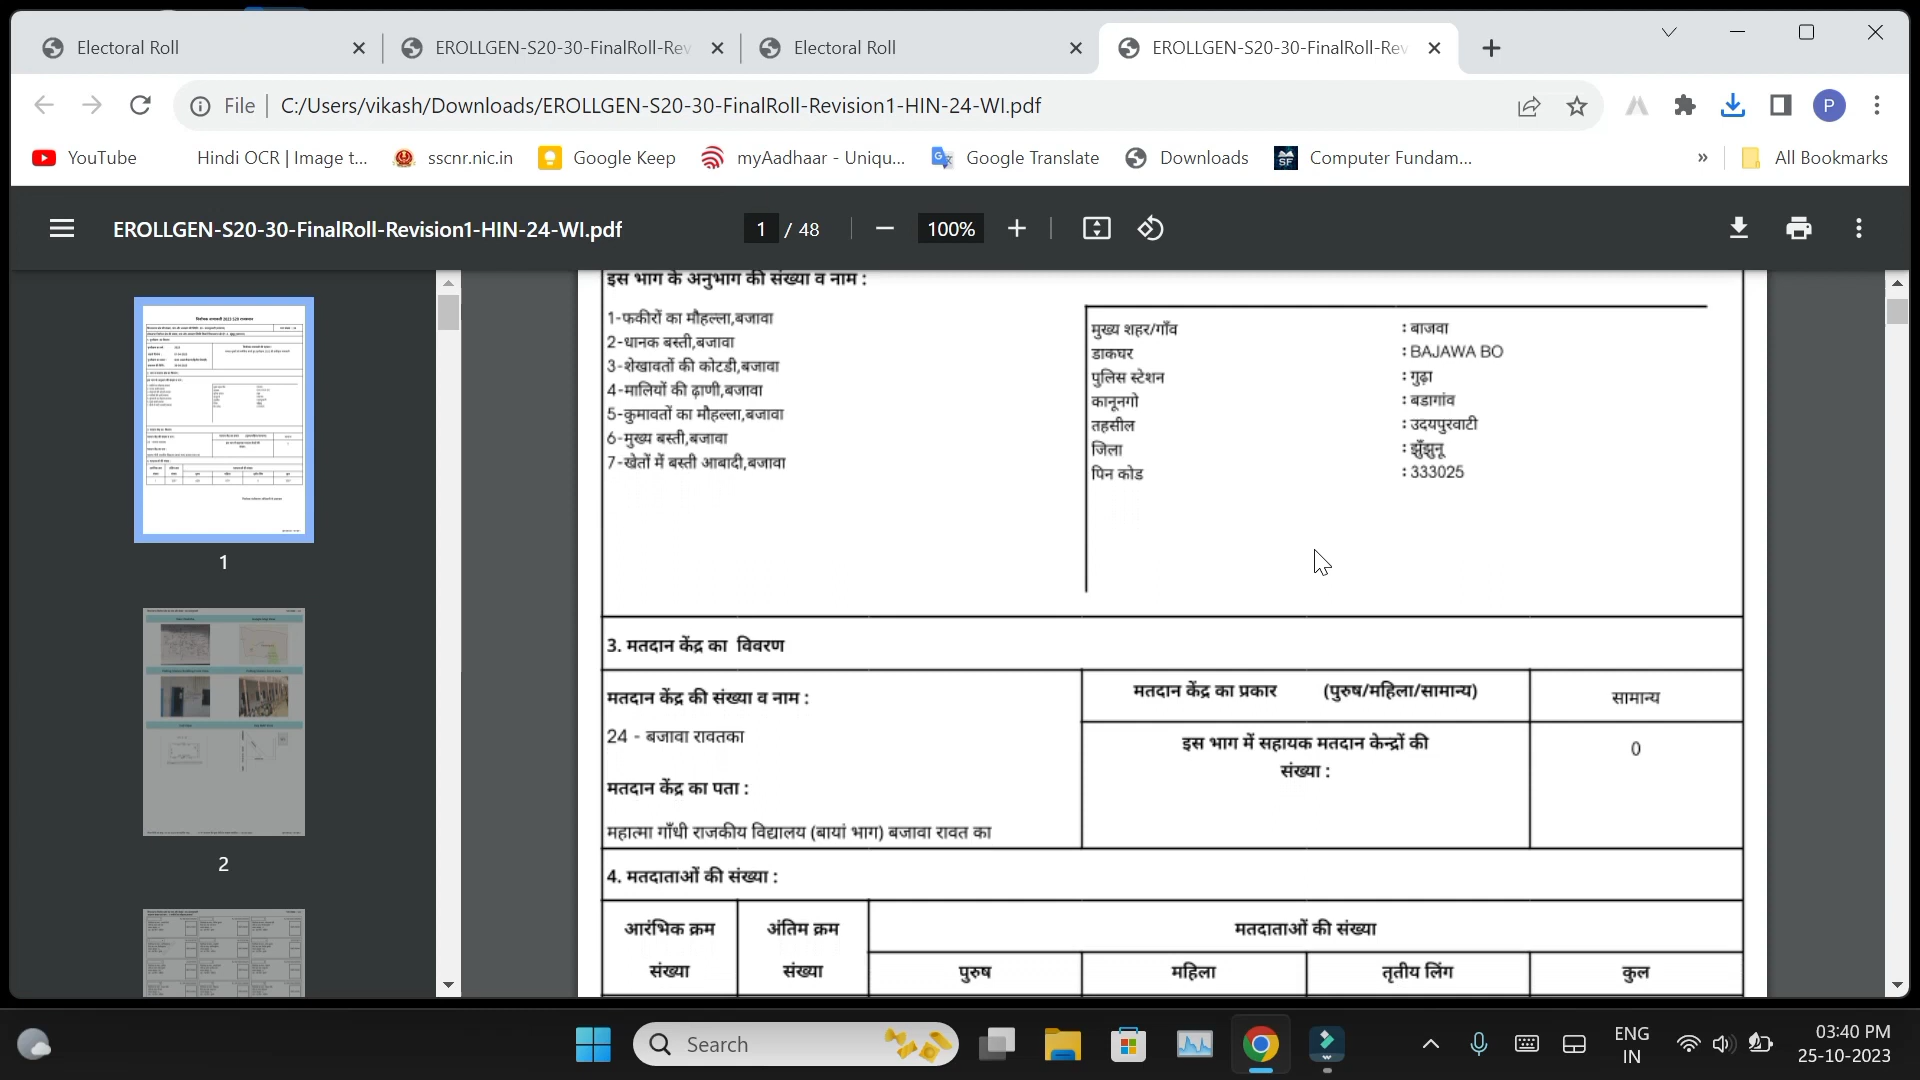 Electoral Roll
EROLLGEN-S20-30-FinalRoll-Rev
Electoral Roll
EROLLGEN-S20-30-FinalRoll-Rev
File
C:/Users/vikash/Downloads/EROLLGEN-S20-30-FinalRoll-Revision1-HIN-24-WI.pdf
P
YouTube
Hindi OCR | Image t...
sscnr.nic.in
Google Keep
myAadhaar - Uniqu...
Google Translate
Downloads
SF
Computer Fundam...
»
All Bookmarks
EROLLGEN-S20-30-FinalRoll-Revision1-HIN-24-WI.pdf
1 / 48
100%
1
2
इस भाग के अनुभाग की संख्या व नाम :
1-फकीरों का मौहल्ला,बजावा
2-धानक बस्ती,बजावा
3-शेखावतों की कोटडी,बजावा
4-मालियों की ढ़ाणी,बजावा
5-कुमावतों का मौहल्ला,बजावा
6-मुख्य बस्ती,बजावा
7-खेतों में बस्ती आबादी,बजावा
मुख्य शहर/गाँव : बाजवा
डाकघर : BAJAWA BO
पुलिस स्टेशन : गुढ़ा
कानूनगो : बडागांव
तहसील : उदयपुरवाटी
जिला : झुँझुनू
पिन कोड : 333025
3. मतदान केंद्र का विवरण
मतदान केंद्र की संख्या व नाम :
24 - बजावा रावतका
मतदान केंद्र का पता :
महात्मा गाँधी राजकीय विद्यालय (बायां भाग) बजावा रावत का
मतदान केंद्र का प्रकार (पुरुष/महिला/सामान्य)
सामान्य
इस भाग में सहायक मतदान केन्द्रों की
संख्या :
0
4. मतदाताओं की संख्या :
आरंभिक क्रम
संख्या
अंतिम क्रम
संख्या
मतदाताओं की संख्या
पुरुष
महिला
तृतीय लिंग
कुल
Search
ENG
IN
03:40 PM
25-10-2023